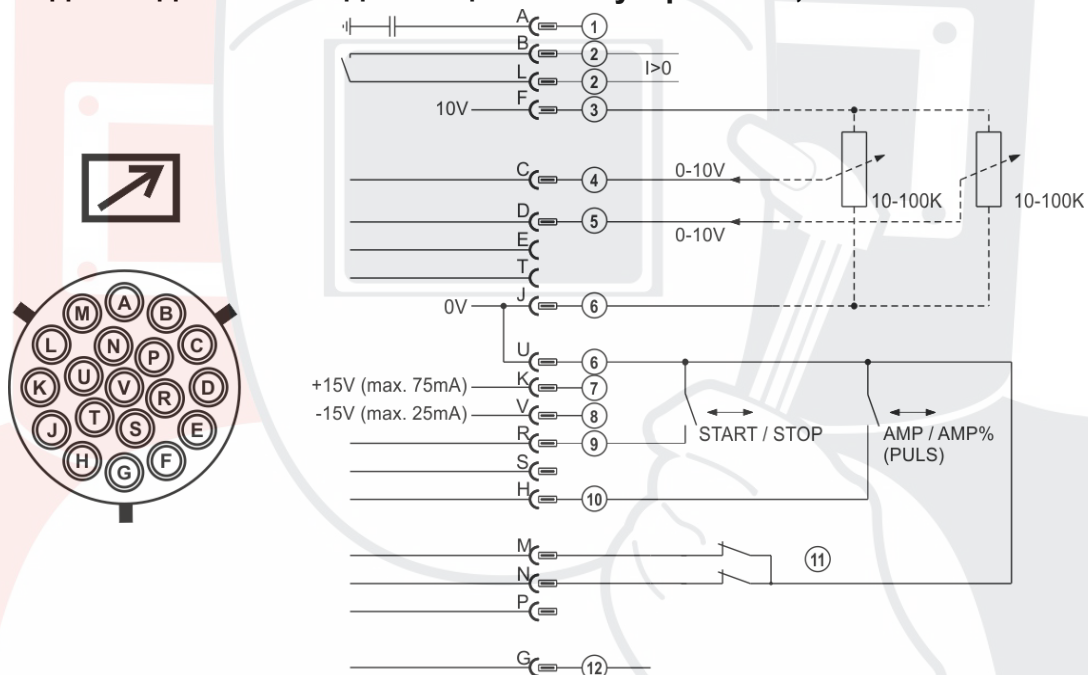 A
1
B
2
L
2
I>0
F
10V
3
C
4
0-10V
10-100K
10-100K
D
5
0-10V
E
T
J
0V
6
U
6
K
+15V (max. 75mA)
7
V
-15V (max. 25mA)
8
R
9
START / STOP
AMP / AMP%
(PULS)
S
H
10
M
11
N
P
G
12
A
M
B
L
N
P
C
K
U
V
R
D
J
T
S
E
H
G
F